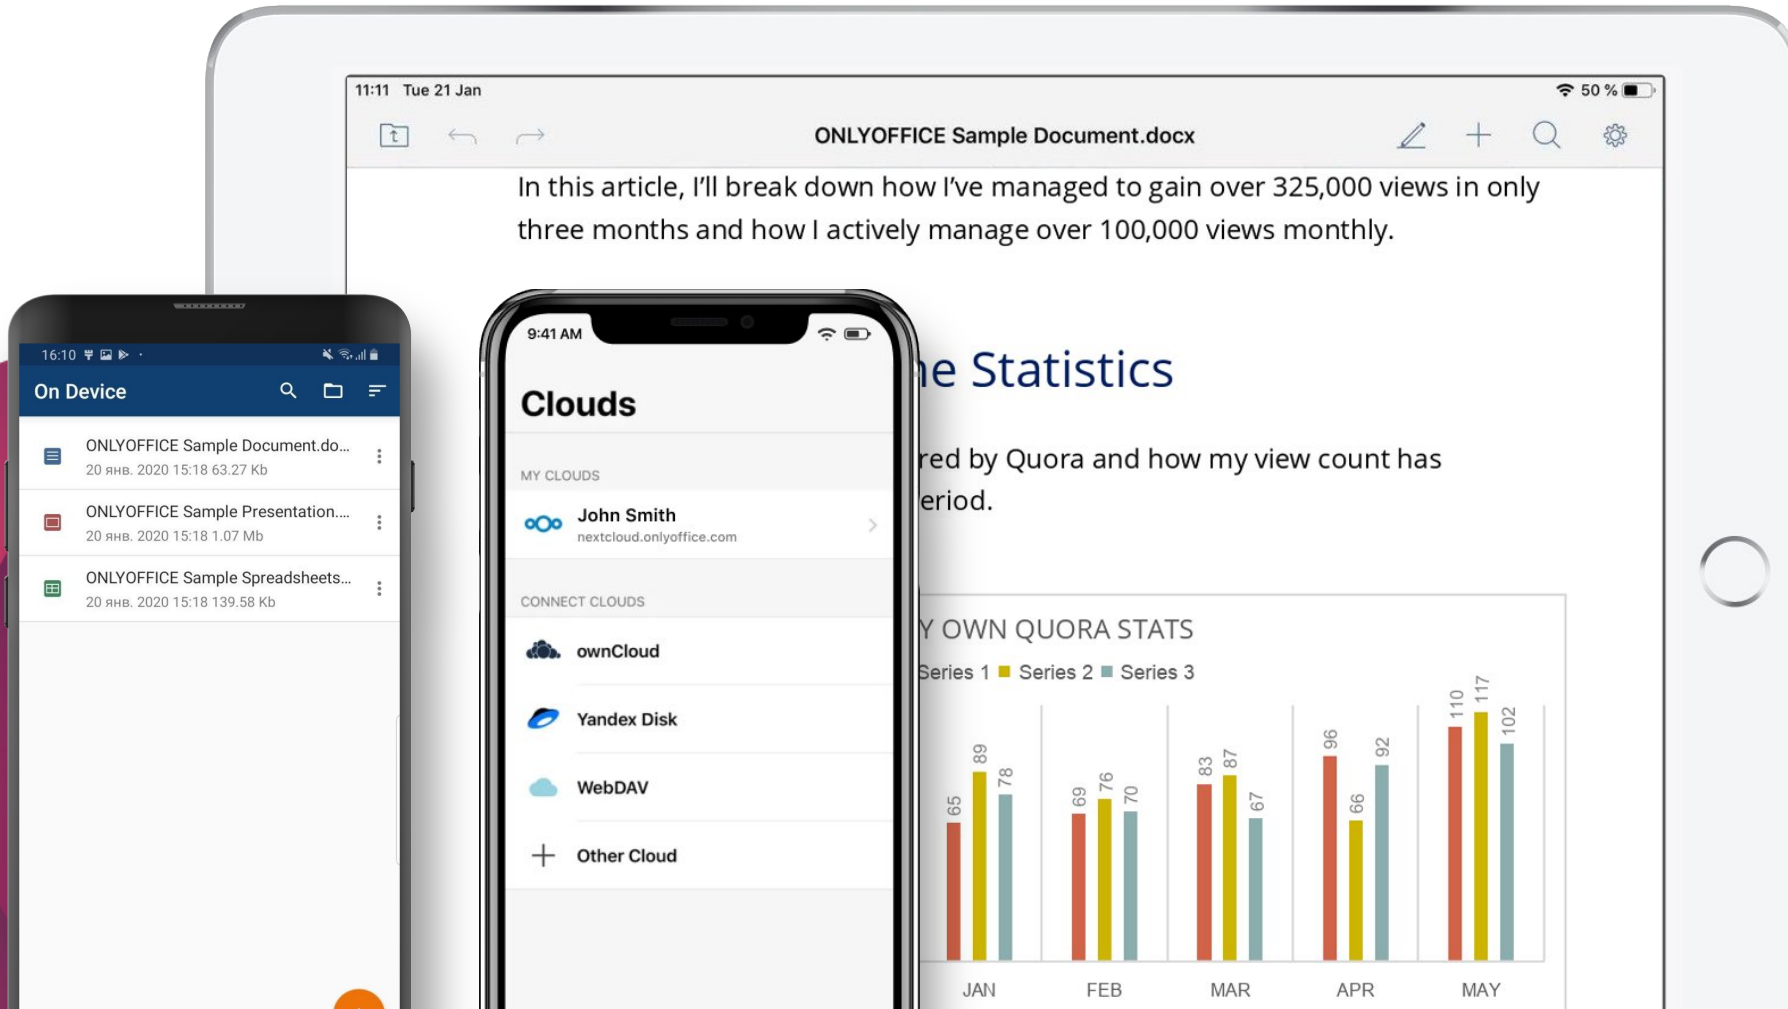 11:11 Tue 21 Jan
50 %
ONLYOFFICE Sample Document.docx
In this article, I’ll break down how I’ve managed to gain over 325,000 views in only
three months and how I actively manage over 100,000 views monthly.
Statistics
by Quora and how my view count has
OWN QUORA STATS
Series 1 Series 2 Series 3
65 89 78
69 76 70
83 87 67
96 66 92
110 117 102
JAN FEB MAR APR MAY
16:10
On Device
ONLYOFFICE Sample Document.do...
20 янв. 2020 15:18 63.27 Kb
ONLYOFFICE Sample Presentation....
20 янв. 2020 15:18 1.07 Mb
ONLYOFFICE Sample Spreadsheets...
20 янв. 2020 15:18 139.58 Kb
9:41 AM
Clouds
MY CLOUDS
John Smith
nextcloud.onlyoffice.com
CONNECT CLOUDS
ownCloud
Yandex Disk
WebDAV
Other Cloud